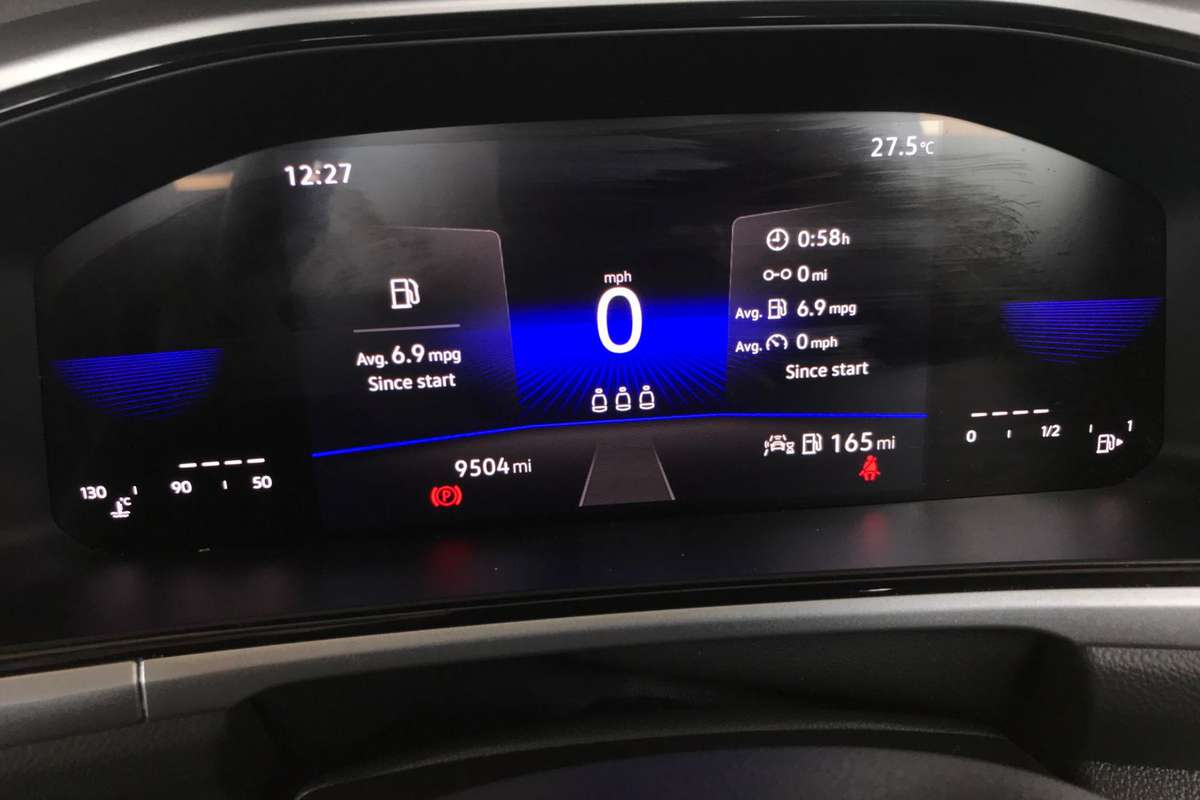 12:27
27.5°C
Avg. 6.9 mpg
Since start
mph
0
0:58h
0 mi
Avg. 6.9 mpg
Avg. 0 mph
Since start
9504 mi
P
165 mi
130 90 50
°C
0 1/2 1